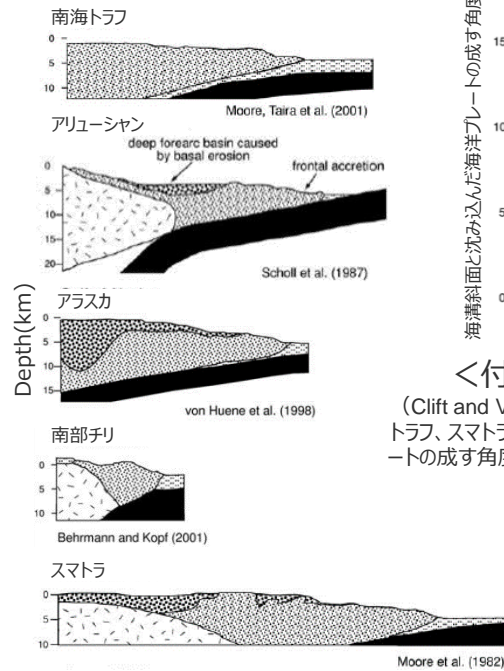 南海トラフ
0
5
10
Moore, Taira et al. (2001)
アリューシャン
deep forearc basin caused
by basal erosion
frontal accretion
0
5
10
15
20
Scholl et al. (1987)
アラスカ
0
5
10
15
von Huene et al. (1998)
Depth(km)
南部チリ
0
5
10
Behrmann and Kopf (2001)
スマトラ
0
5
10
Moore et al. (1982)
海溝斜面と沈み込んだ海洋プレートの成す角度
15
10
5
0
＜付
（Clift and V
トラフ、スマトラ
ートの成す角度